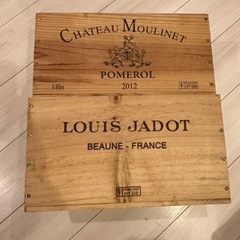 CHATEAU MOULINET
POMEROL
2012
LOUIS JADOT
BEAUNE - FRANCE